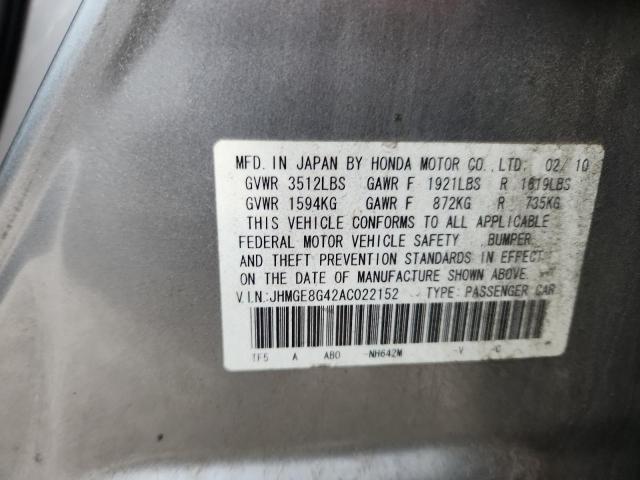 MFD. IN JAPAN BY HONDA MOTOR CO., LTD. 02/10
GVWR 3512LBS GAWR F 1921LBS R 1619LBS
GVWR 1594KG GAWR F 872KG R 735KG
THIS VEHICLE CONFORMS TO ALL APPLICABLE
FEDERAL MOTOR VEHICLE SAFETY BUMPER
AND THEFT PREVENTION STANDARDS IN EFFECT
ON THE DATE OF MANUFACTURE SHOWN ABOVE.
V.I.N.:JHMGE8G42AC022152 TYPE: PASSENGER CAR
TF5 A AB0 -NH642M -V -C